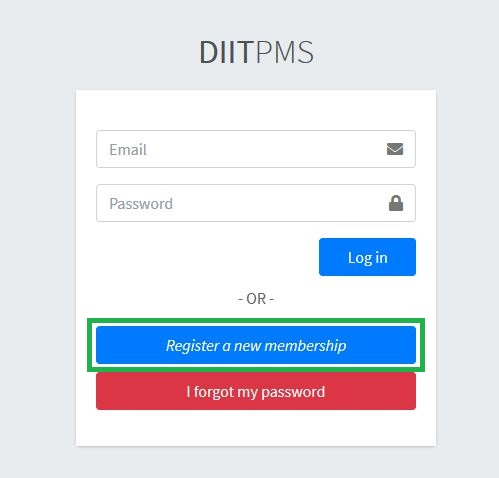 DIITPMS
Email
Password
Log in
- OR -
Register a new membership
I forgot my password